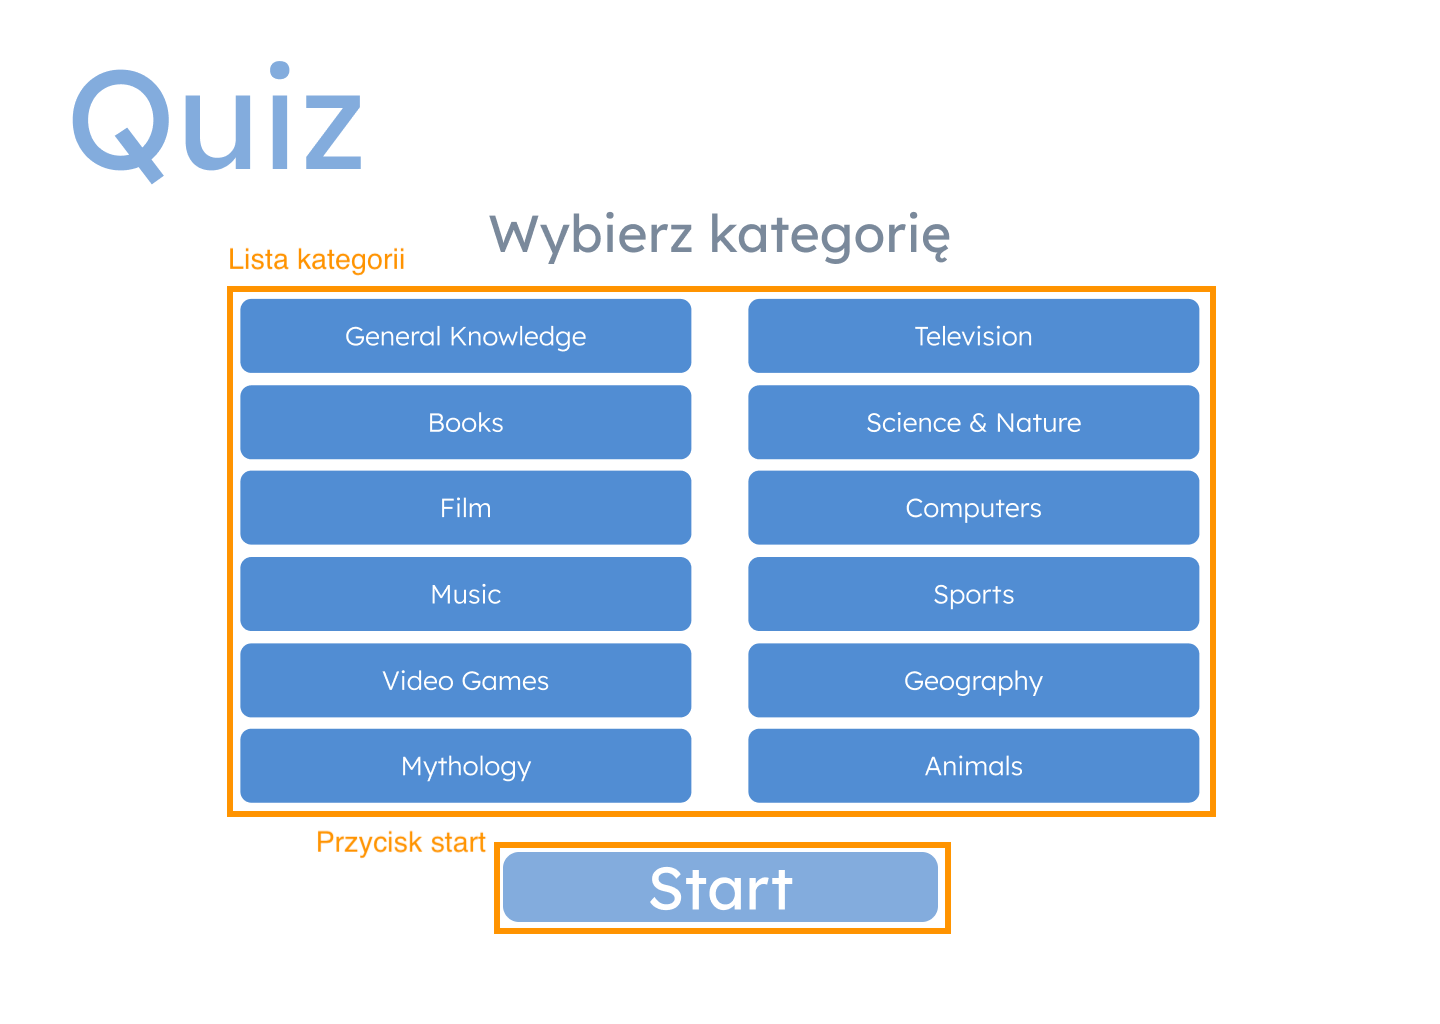 Quiz
Wybierz kategorię
Lista kategorii
General Knowledge
Television
Books
Science & Nature
Film
Computers
Music
Sports
Video Games
Geography
Mythology
Animals
Przycisk start
Start